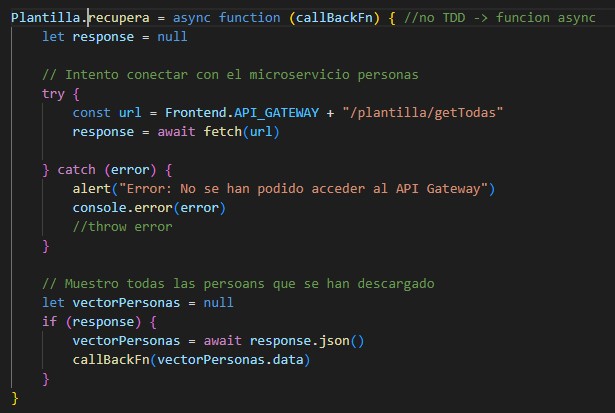 Plantilla.recupera = async function (callBackFn) { //no TDD -> funcion async
let response = null
// Intento conectar con el microservicio personas
try {
const url = Frontend.API_GATEWAY + "/plantilla/getTodas"
response = await fetch(url)
} catch (error) {
alert("Error: No se han podido acceder al API Gateway")
console.error(error)
//throw error
}
// Muestro todas las persoans que se han descargado
let vectorPersonas = null
if (response) {
vectorPersonas = await response.json()
callBackFn(vectorPersonas.data)
}
}